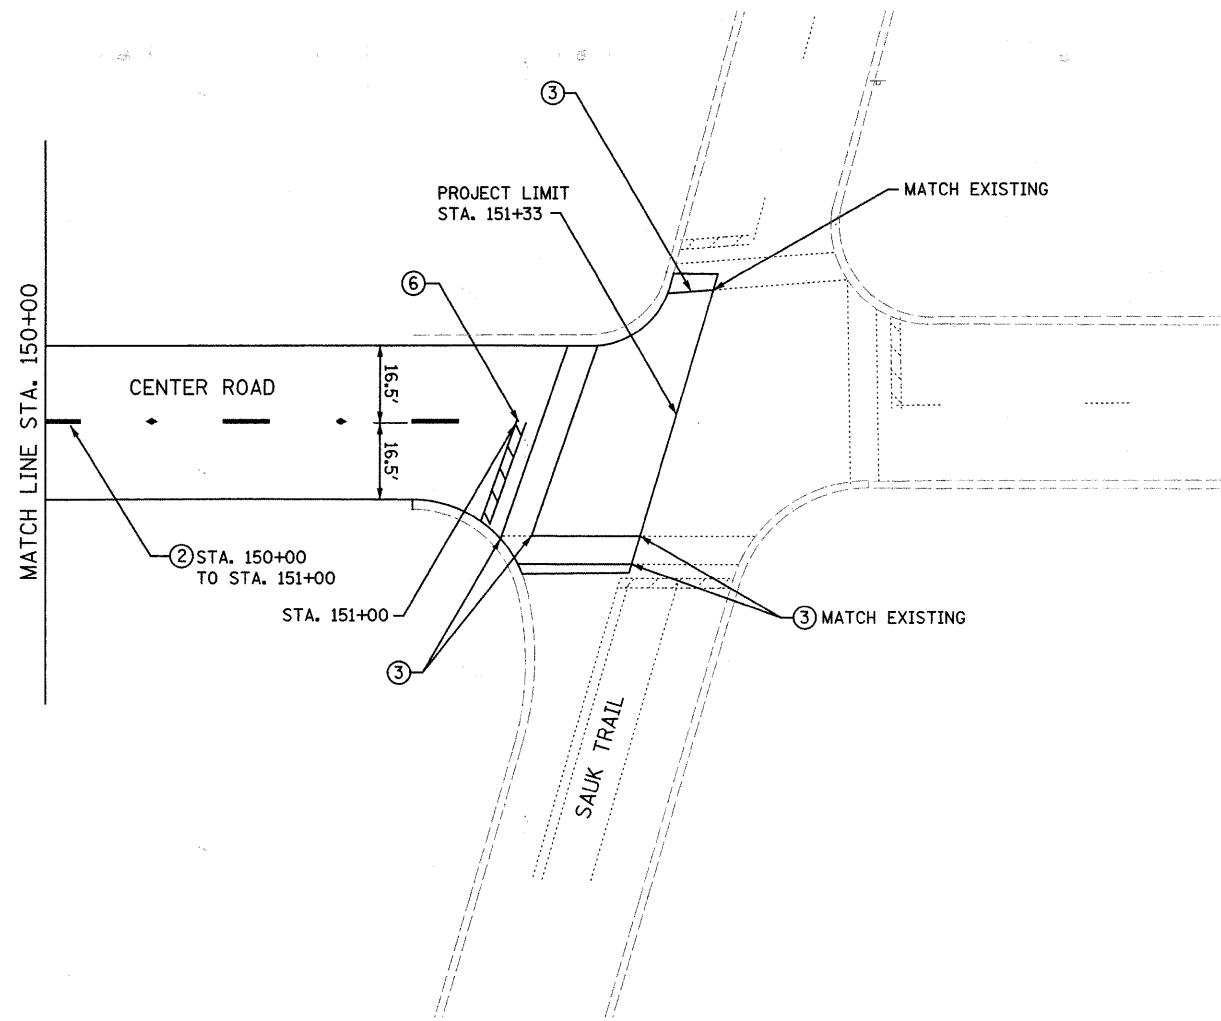 ③
PROJECT LIMIT
STA. 151+33
MATCH EXISTING
⑥
MATCH LINE STA. 150+00
CENTER ROAD
16.5'
16.5'
② STA. 150+00
TO STA. 151+00
STA. 151+00
③
③ MATCH EXISTING
SAUK TRAIL